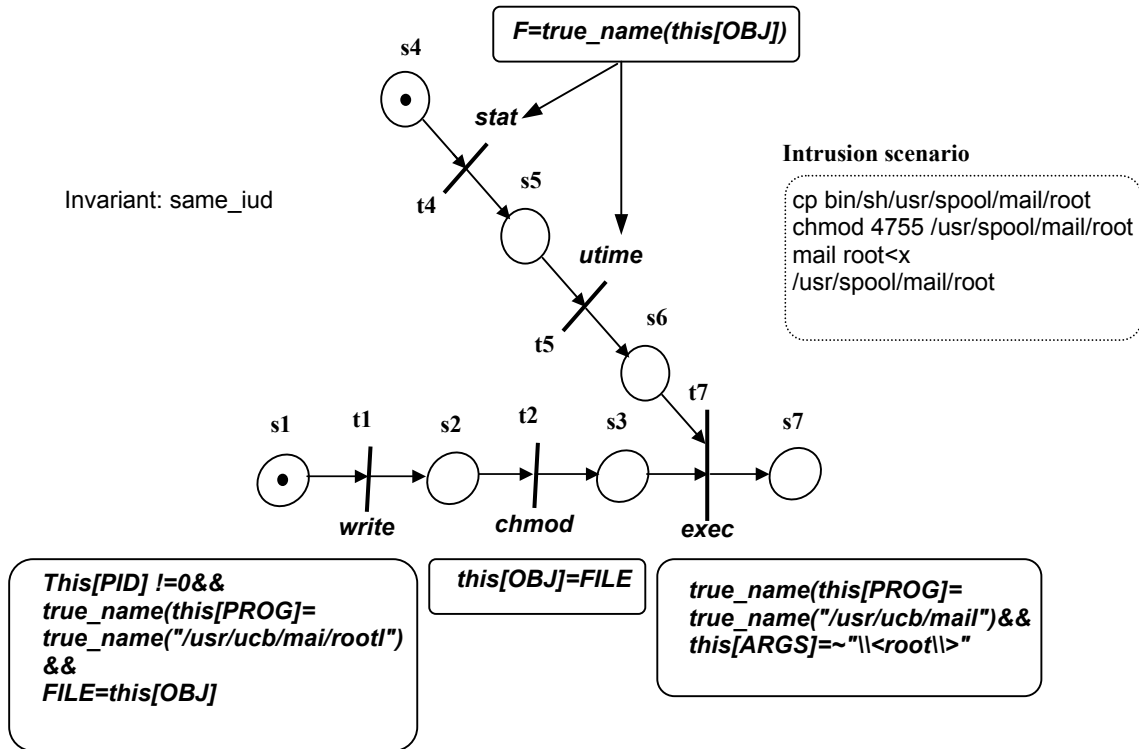 F=true_name(this[OBJ])
s4
stat
Intrusion scenario
Invariant: same_iud
t4
s5
cp bin/sh/usr/spool/mail/root
chmod 4755 /usr/spool/mail/root
mail root<x
/usr/spool/mail/root
utime
t5
s6
t7
s1
t1
s2
t2
s3
s7
write
chmod
exec
This[PID] !=0&&
true_name(this[PROG]=
true_name("/usr/ucb/mai/rootl")
&&
FILE=this[OBJ]
this[OBJ]=FILE
true_name(this[PROG]=
true_name("/usr/ucb/mail")&&
this[ARGS]=~"\\<root\\>"